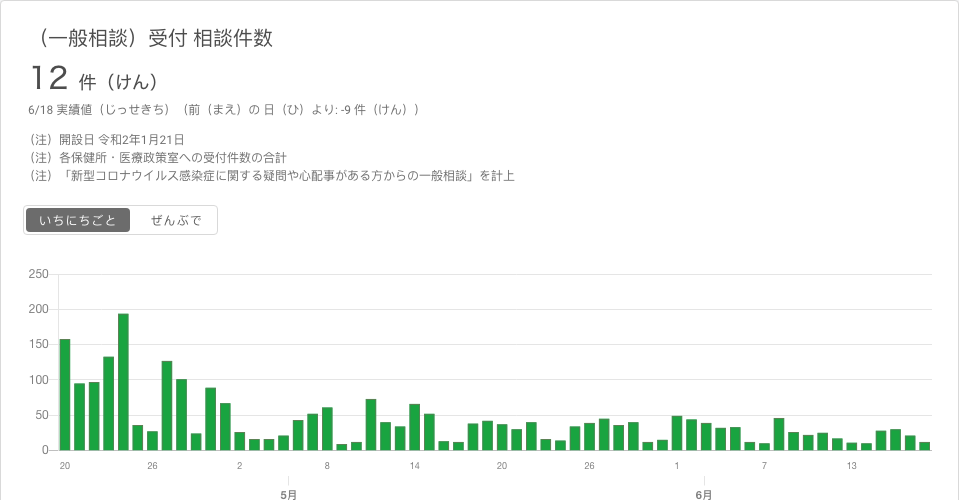 （一般相談）受付 相談件数
12 件（けん）
6/18 実績値（じっせきち）（前（まえ）の 日（ひ）より: -9 件（けん））
（注）開設日 令和2年1月21日
（注）各保健所・医療政策室への受付件数の合計
（注）「新型コロナウイルス感染症に関する疑問や心配事がある方からの一般相談」を計上
いちにちごと ぜんぶで
250
200
150
100
50
0
20 26 2 8 14 20 26 1 7 13
5月 6月